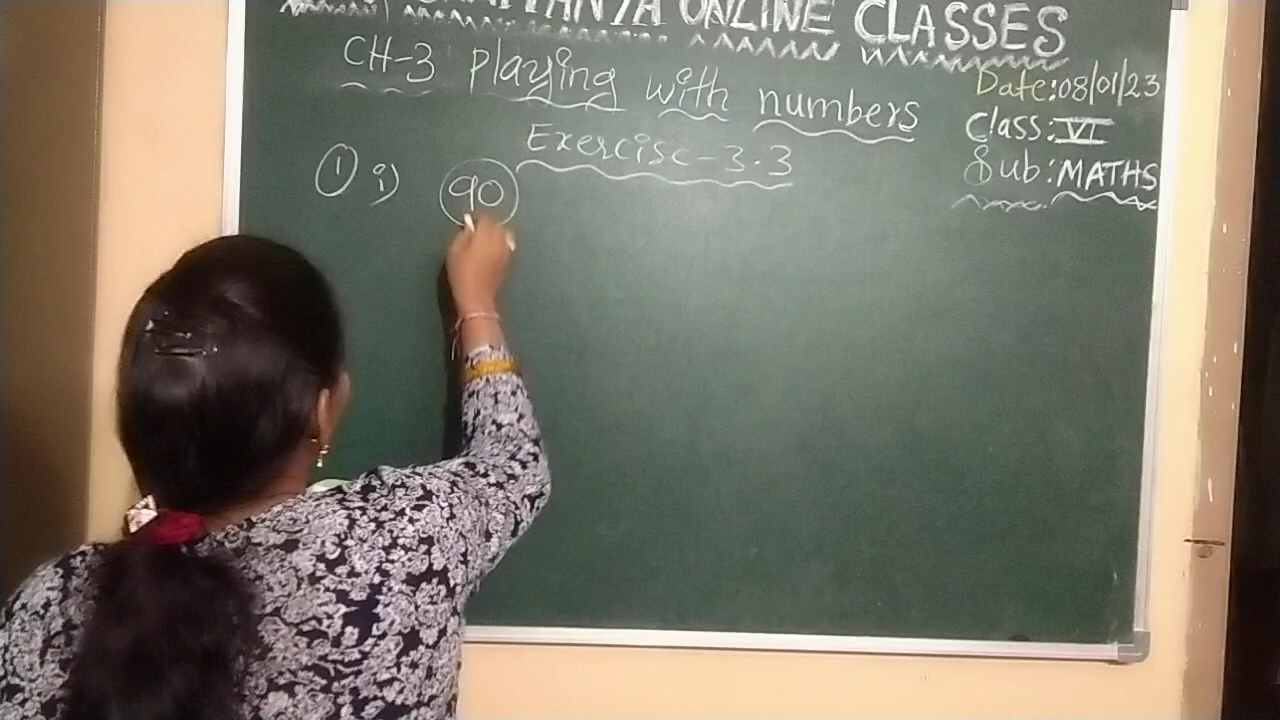 ONLINE CLASSES
CH-3 Playing with numbers
Date:08/01/23
Class:VI
Sub:MATHS
Exercise-3.3
① i) 90